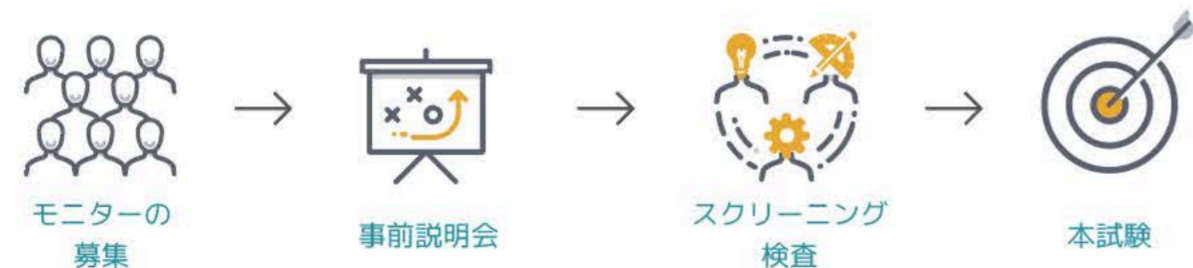 モニターの
募集
事前説明会
スクリーニング
検査
本試験